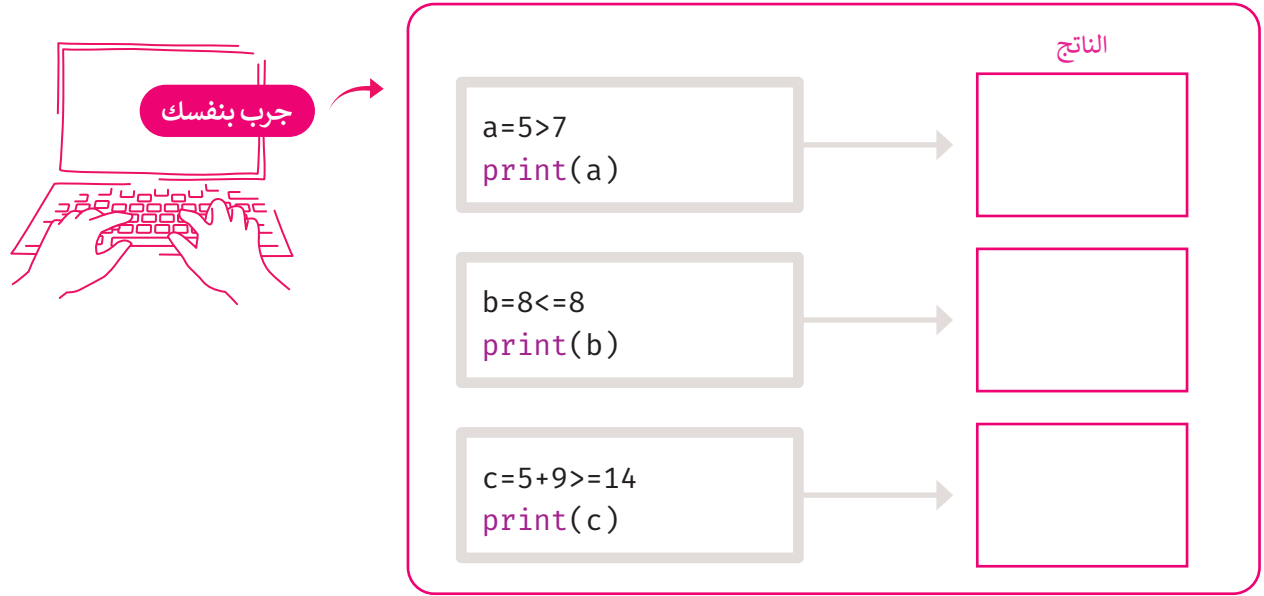 جرب بنفسك
الناتج
a=5>7
print(a)
b=8<=8
print(b)
c=5+9>=14
print(c)